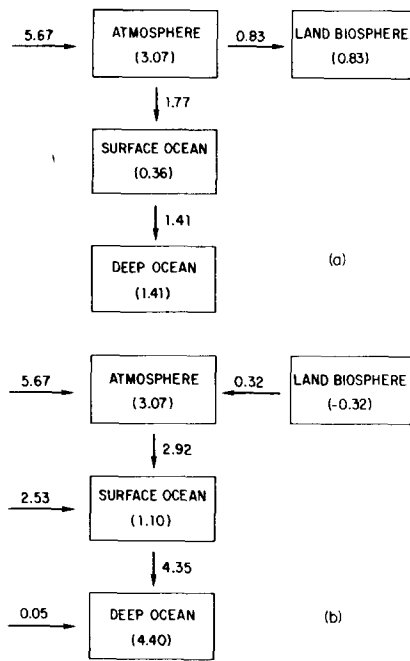 5.67
ATMOSPHERE
(3.07)
0.83
LAND BIOSPHERE
(0.83)
1.77
SURFACE OCEAN
(0.36)
1.41
DEEP OCEAN
(1.41)
(a)
5.67
ATMOSPHERE
(3.07)
0.32
LAND BIOSPHERE
(-0.32)
2.92
2.53
SURFACE OCEAN
(1.10)
4.35
0.05
DEEP OCEAN
(4.40)
(b)